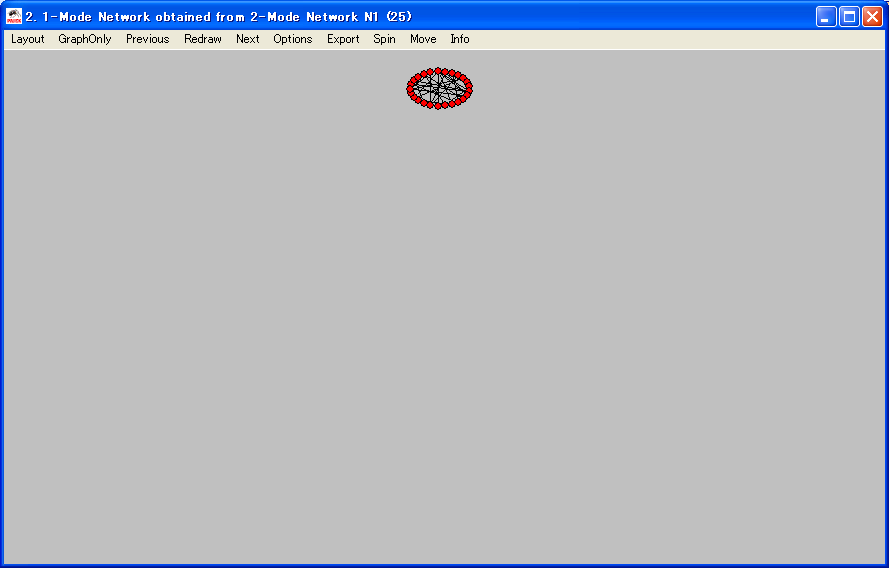 2. 1-Mode Network obtained from 2-Mode Network N1 (25)
Layout GraphOnly Previous Redraw Next Options Export Spin Move Info